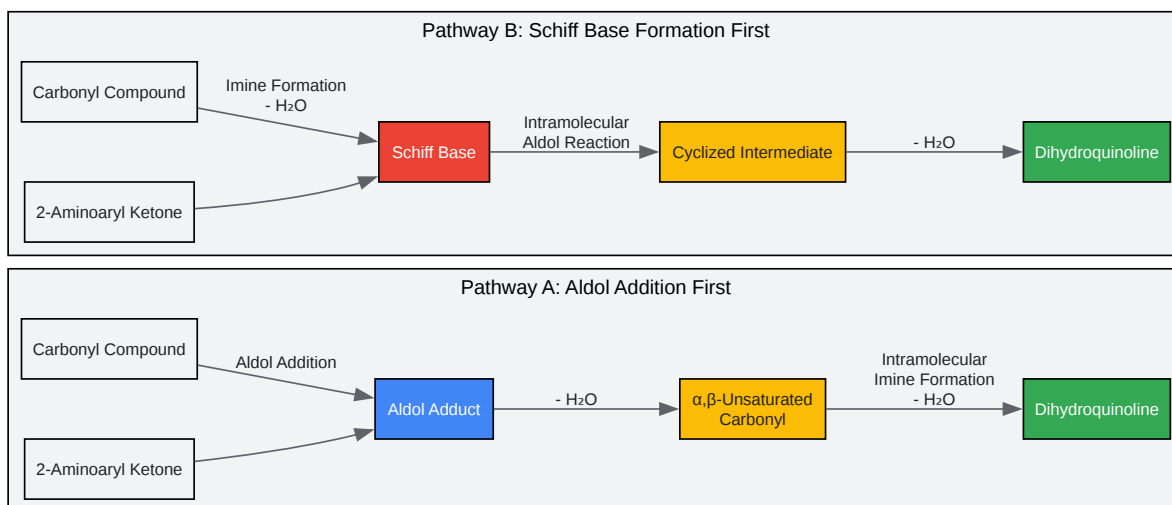 Pathway B: Schiff Base Formation First
Carbonyl Compound
Imine Formation
- H₂O
2-Aminoaryl Ketone
Schiff Base
Intramolecular
Aldol Reaction
Cyclized Intermediate
- H₂O
Dihydroquinoline
Pathway A: Aldol Addition First
Carbonyl Compound
Aldol Addition
2-Aminoaryl Ketone
Aldol Adduct
- H₂O
α,β-Unsaturated
Carbonyl
Intramolecular
Imine Formation
- H₂O
Dihydroquinoline